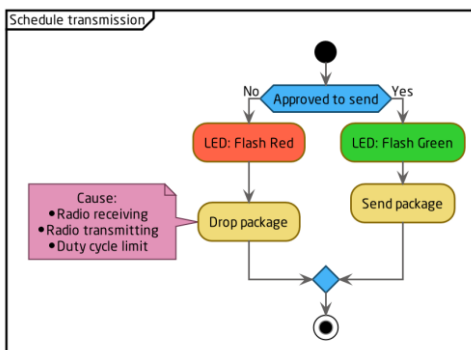 Schedule transmission
No
Yes
Approved to send
LED: Flash Red
LED: Flash Green
Cause:
•Radio receiving
•Radio transmitting
•Duty cycle limit
Drop package
Send package